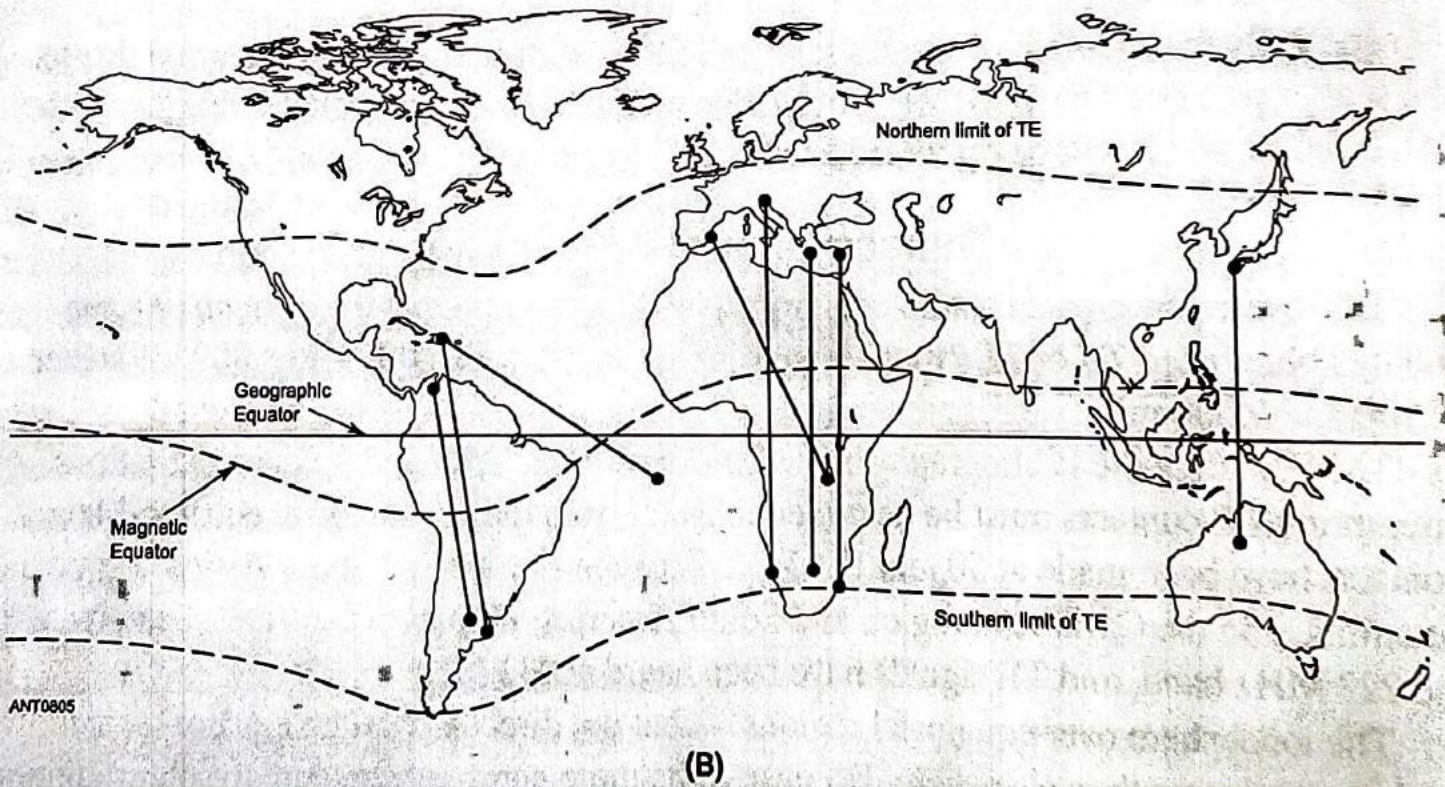 Northern limit of TE
Geographic
Equator
Magnetic
Equator
Southern limit of TE
ANT0805
(B)